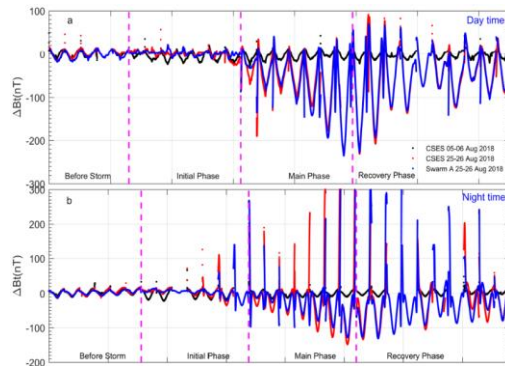 100
a
Day time
0
-100
ΔBt(nT)
-200
CSES 05-06 Aug 2018
CSES 25-26 Aug 2018
Swarm A 25-26 Aug 2018
Before Storm
Initial Phase
Main Phase
Recovery Phase
-300
300
b
Night time
200
100
ΔBt(nT)
0
-100
Before Storm
Initial Phase
Main Phase
Recovery Phase
-200